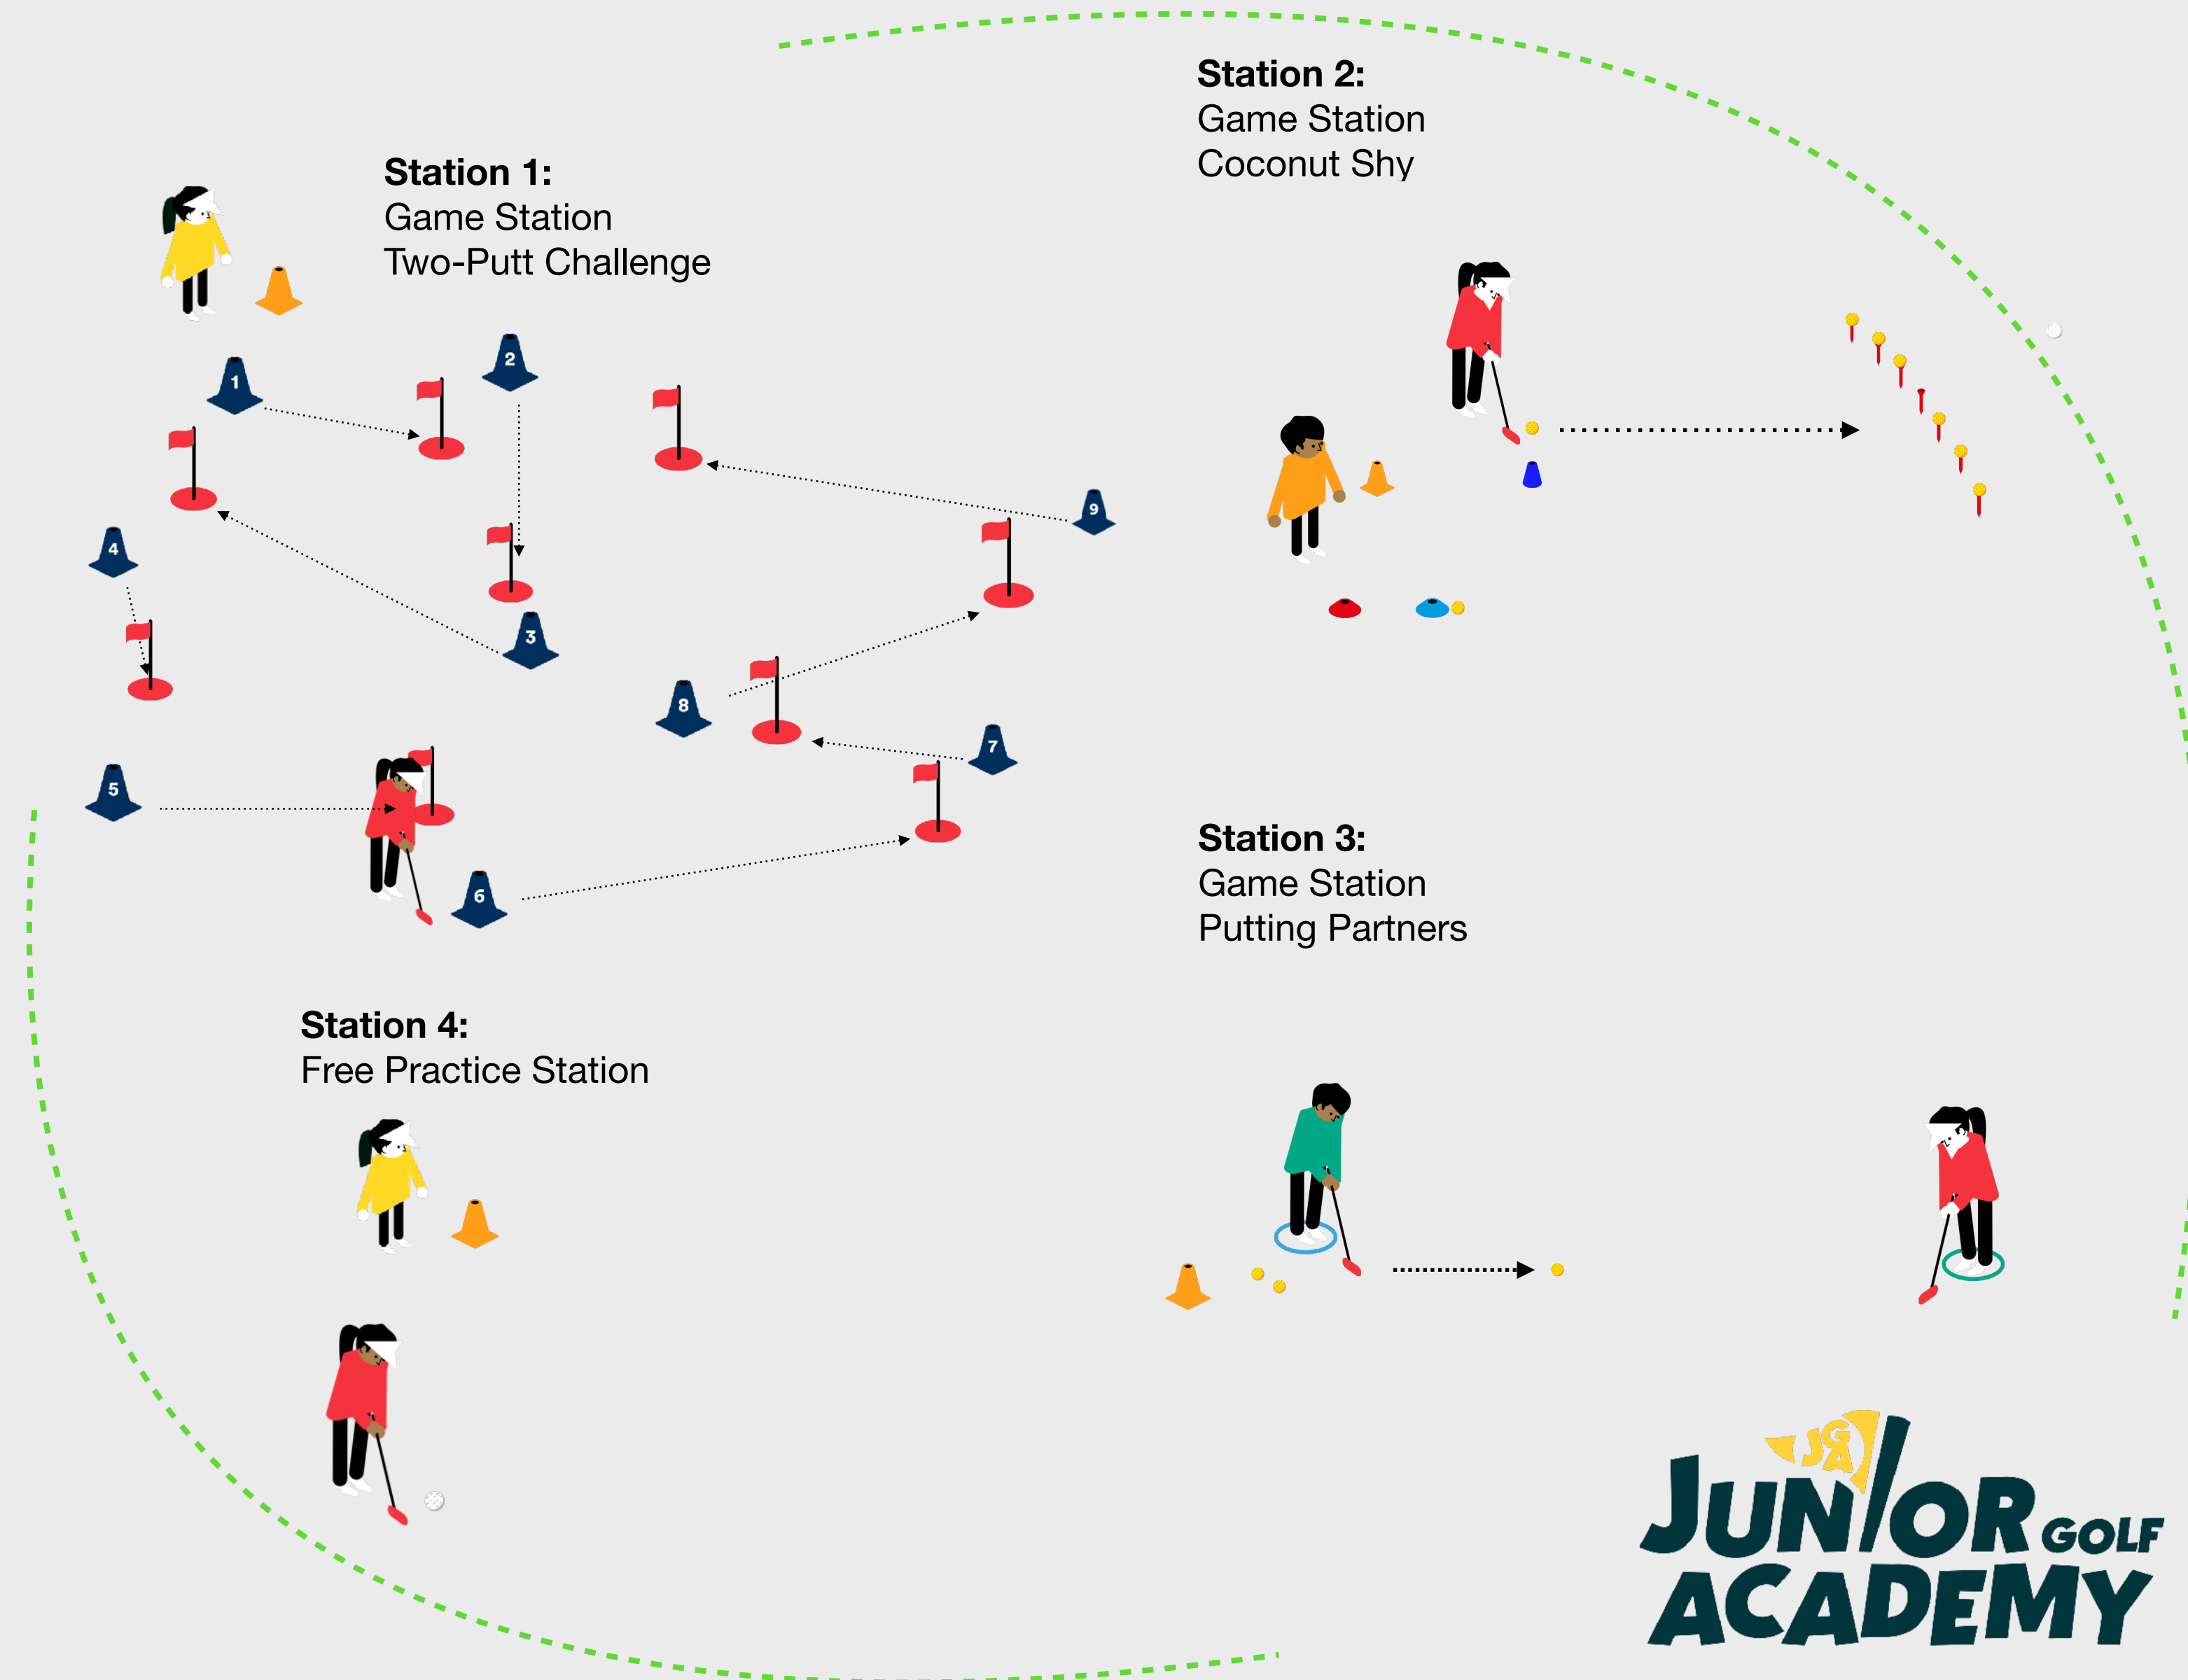 Station 1:
Game Station
Two-Putt Challenge
Station 2:
Game Station
Coconut Shy
1
2
3
4
5
6
7
8
9
Station 3:
Game Station
Putting Partners
Station 4:
Free Practice Station
JGA
JUNIOR GOLF
ACADEMY